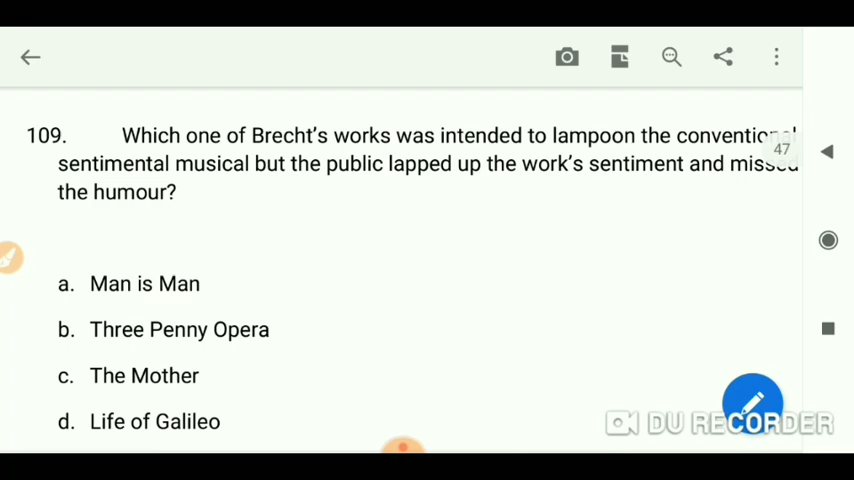 109. Which one of Brecht's works was intended to lampoon the conventional
47
sentimental musical but the public lapped up the work's sentiment and missed
the humour?
a. Man is Man
b. Three Penny Opera
c. The Mother
d. Life of Galileo
DU RECORDER